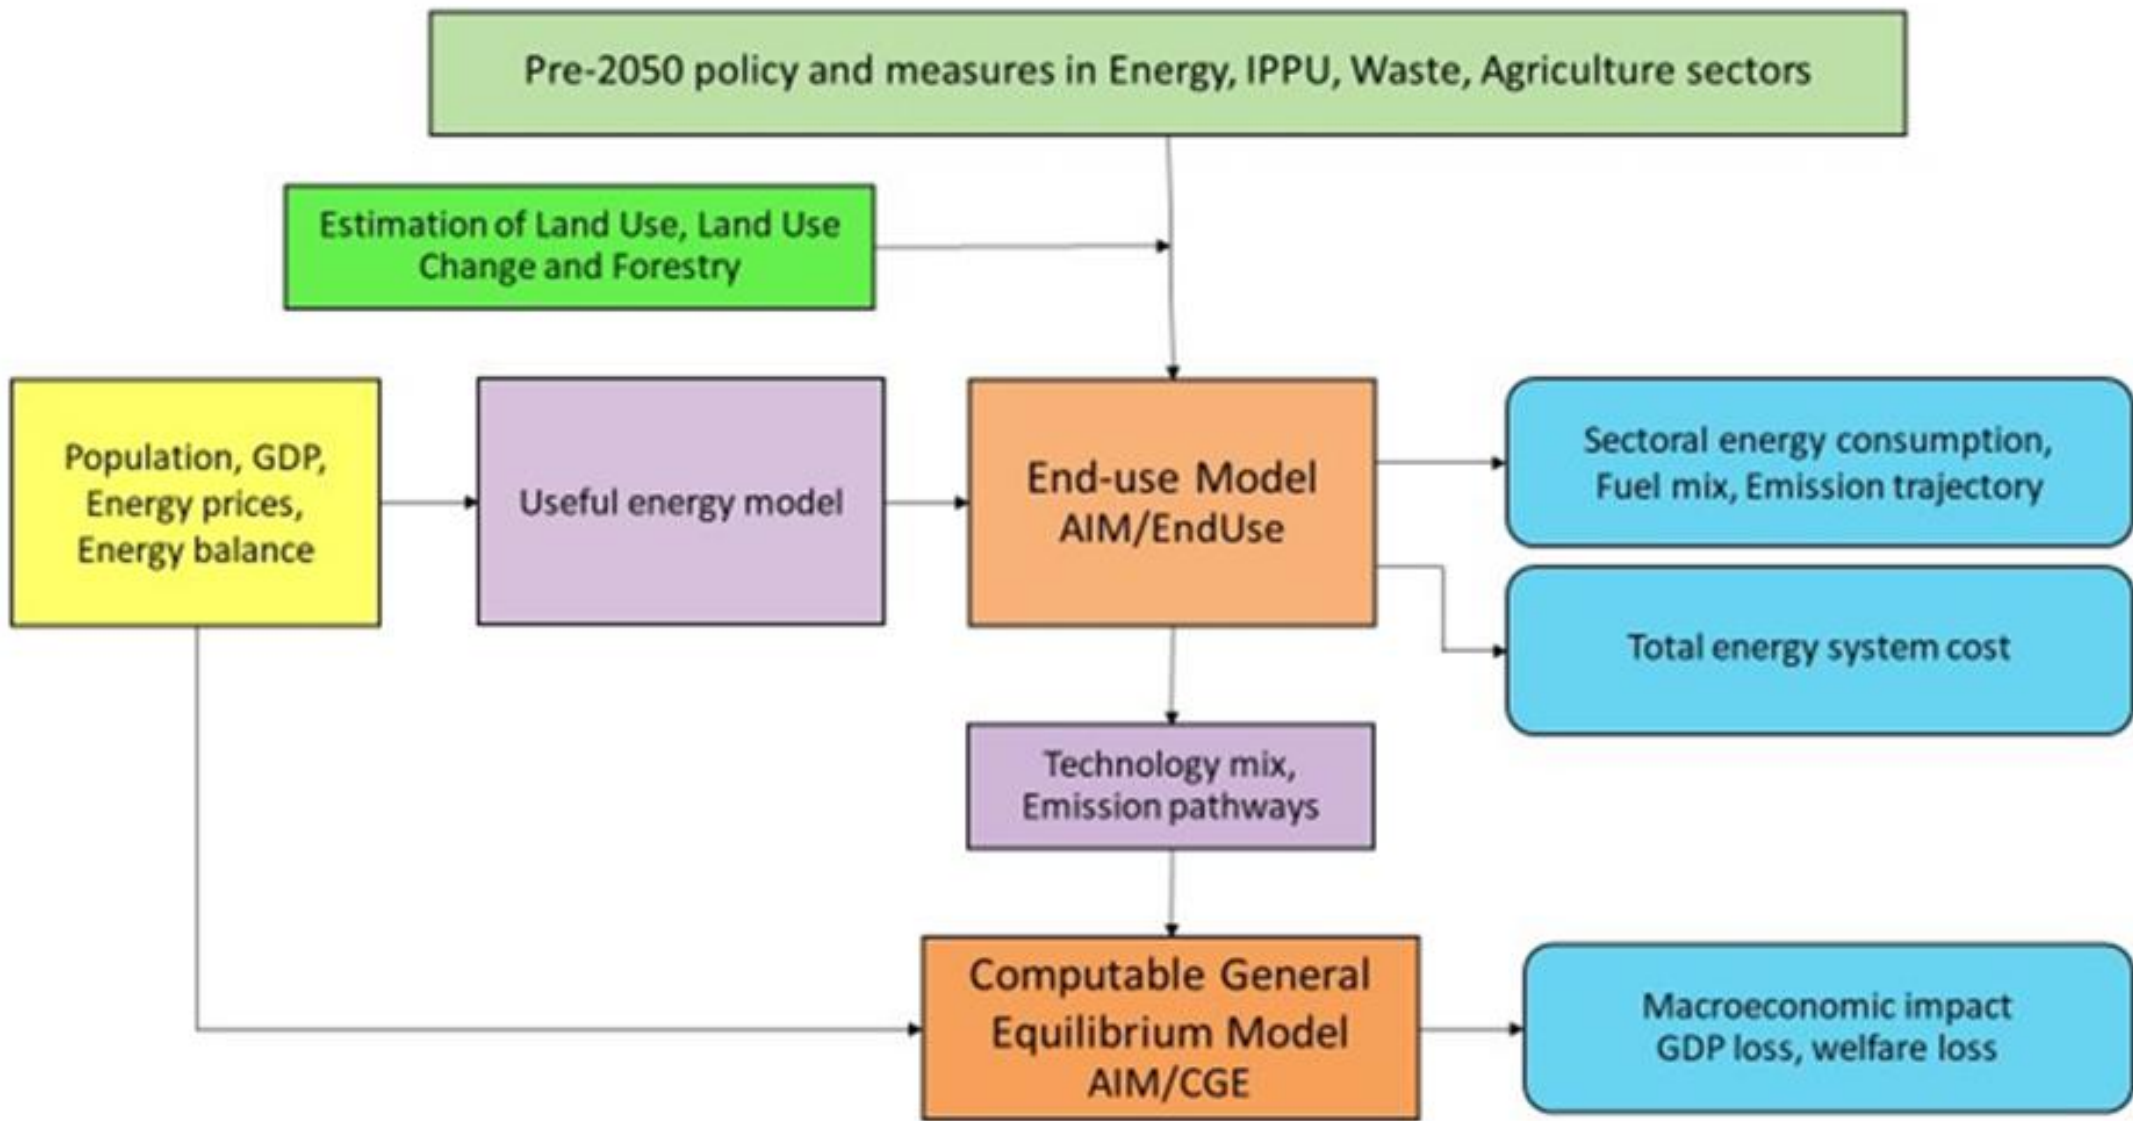 Pre-2050 policy and measures in Energy, IPPU, Waste, Agriculture sectors
Estimation of Land Use, Land Use
Change and Forestry
Population, GDP,
Energy prices,
Energy balance
Useful energy model
End-use Model
AIM/EndUse
Sectoral energy consumption,
Fuel mix, Emission trajectory
Total energy system cost
Technology mix,
Emission pathways
Computable General
Equilibrium Model
AIM/CGE
Macroeconomic impact
GDP loss, welfare loss